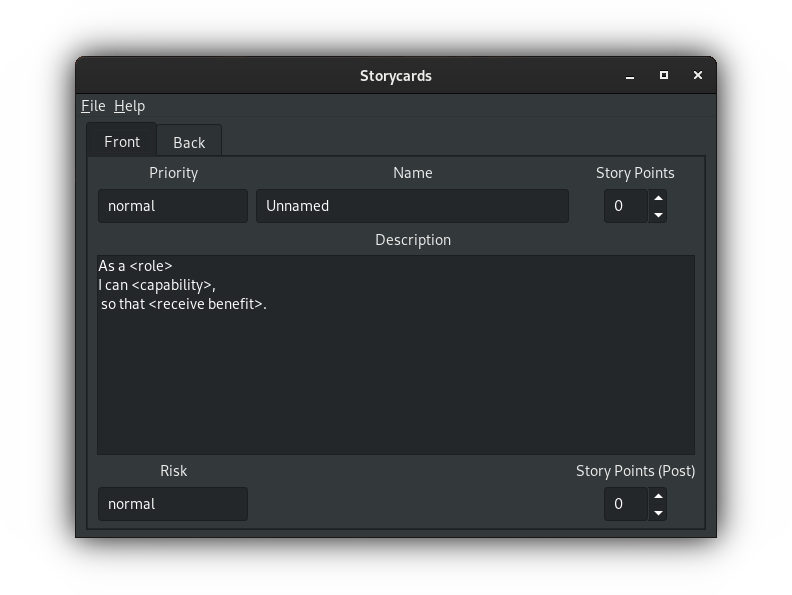 Storycards
File Help
Front Back
Priority Name Story Points
normal Unnamed 0
Description
As a <role>
I can <capability>,
 so that <receive benefit>.
Risk Story Points (Post)
normal 0